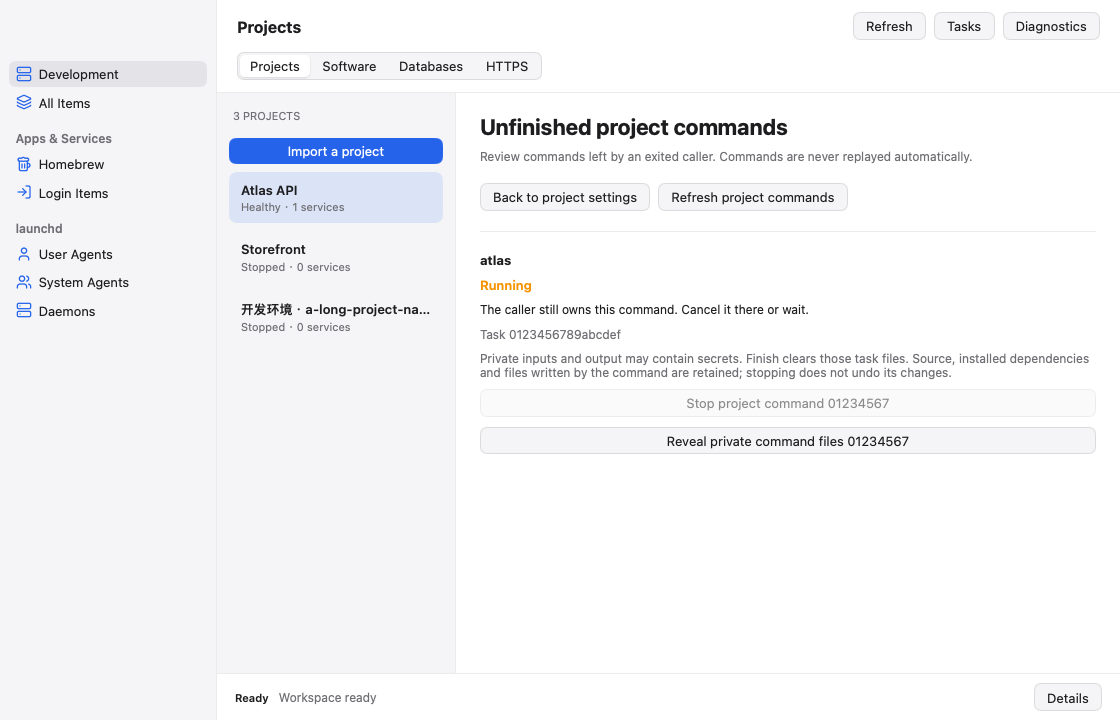 Development
All Items
Apps & Services
Homebrew
Login Items
launchd
User Agents
System Agents
Daemons
Projects
Refresh
Tasks
Diagnostics
Projects
Software
Databases
HTTPS
3 PROJECTS
Import a project
Atlas API
Healthy · 1 services
Storefront
Stopped · 0 services
开发环境 · a-long-project-na...
Stopped · 0 services
Unfinished project commands
Review commands left by an exited caller. Commands are never replayed automatically.
Back to project settings
Refresh project commands
atlas
Running
The caller still owns this command. Cancel it there or wait.
Task 0123456789abcdef
Private inputs and output may contain secrets. Finish clears those task files. Source, installed dependencies
and files written by the command are retained; stopping does not undo its changes.
Stop project command 01234567
Reveal private command files 01234567
Ready
Workspace ready
Details